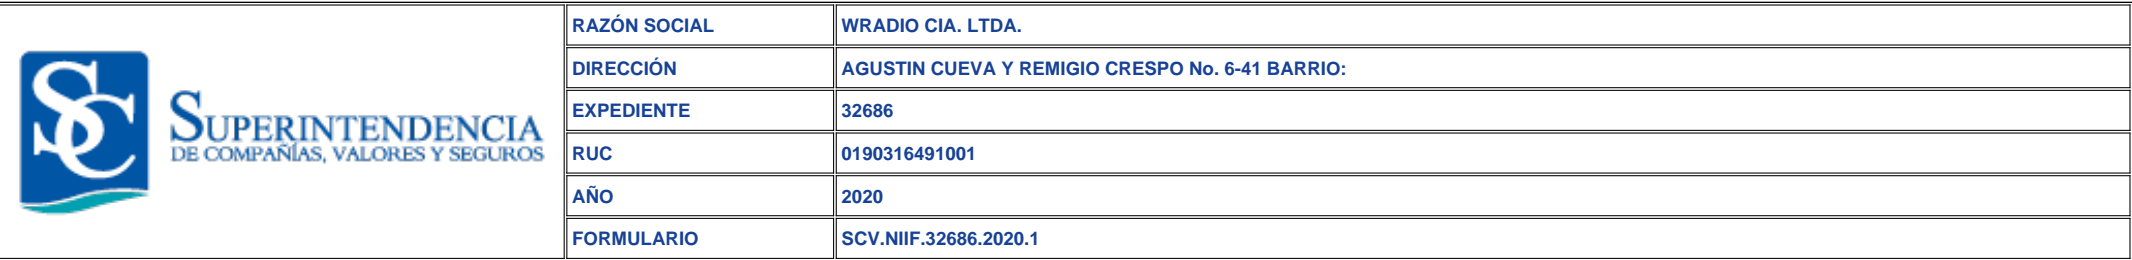 SC
SUPERINTENDENCIA
DE COMPAÑÍAS, VALORES Y SEGUROS
RAZÓN SOCIAL WRADIO CIA. LTDA.
DIRECCIÓN AGUSTIN CUEVA Y REMIGIO CRESPO No. 6-41 BARRIO:
EXPEDIENTE 32686
RUC 0190316491001
AÑO 2020
FORMULARIO SCV.NIIF.32686.2020.1